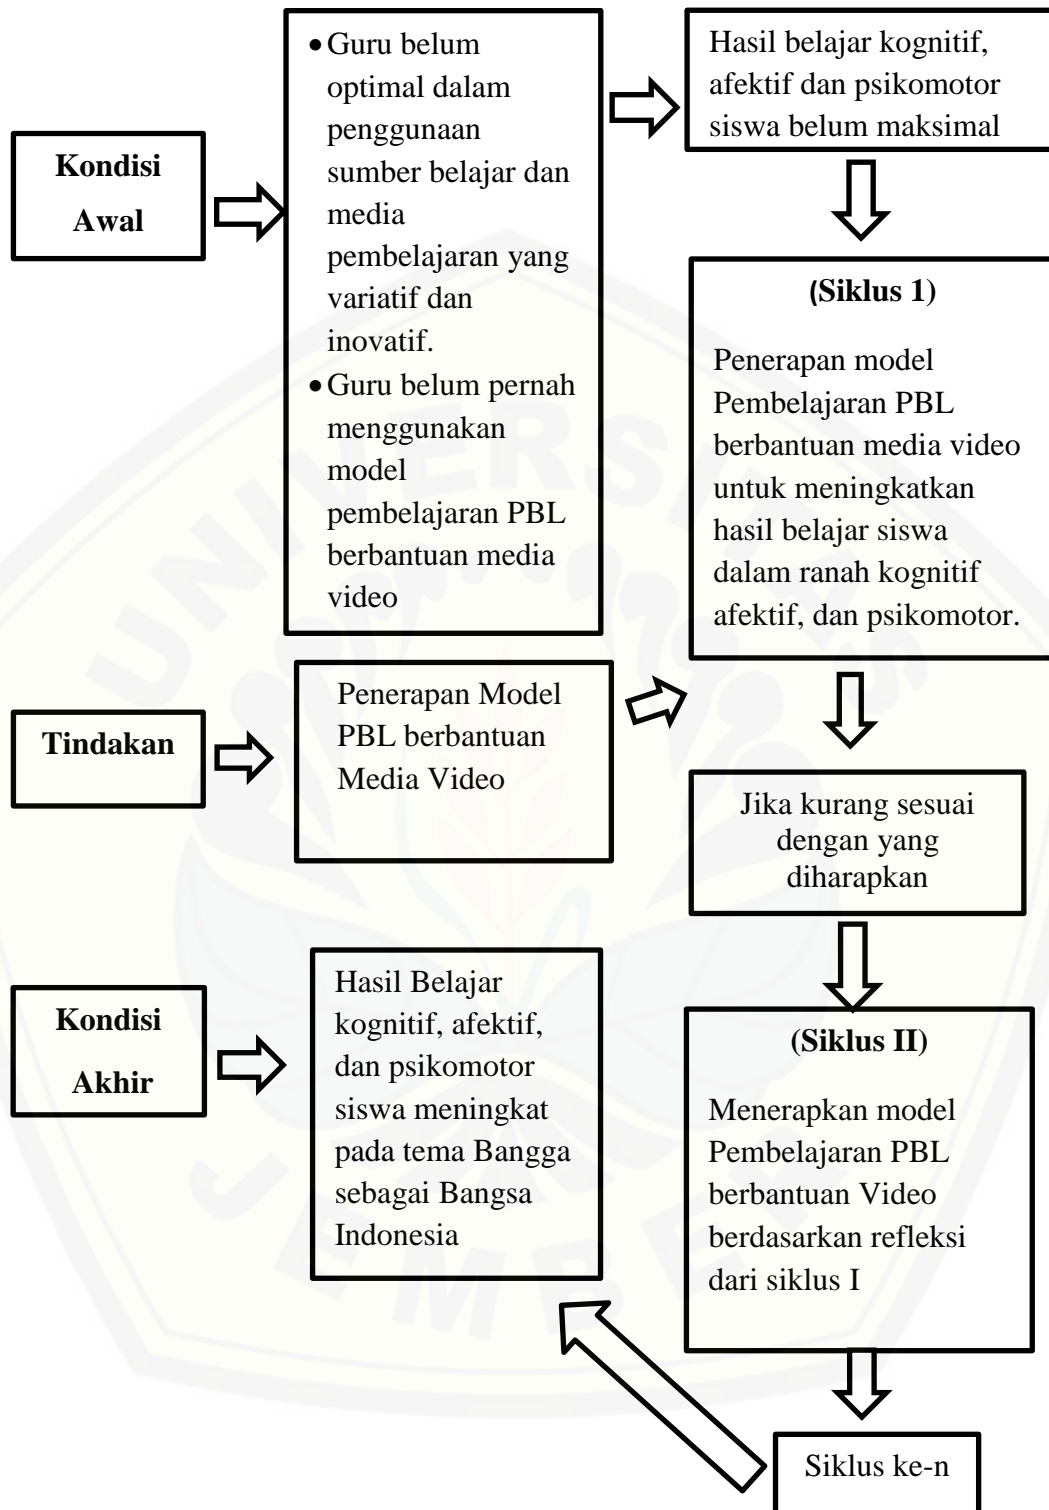 Kondisi
Awal
• Guru belum
optimal dalam
penggunaan
sumber belajar dan
media
pembelajaran yang
variatif dan
inovatif.
• Guru belum pernah
menggunakan
model
pembelajaran PBL
berbantuan media
video
Hasil belajar kognitif,
afektif dan psikomotor
siswa belum maksimal
(Siklus 1)
Penerapan model
Pembelajaran PBL
berbantuan media video
untuk meningkatkan
hasil belajar siswa
dalam ranah kognitif
afektif, dan psikomotor.
Tindakan
Penerapan Model
PBL berbantuan
Media Video
Jika kurang sesuai
dengan yang
diharapkan
Kondisi
Akhir
Hasil Belajar
kognitif, afektif,
dan psikomotor
siswa meningkat
pada tema Bangga
sebagai Bangsa
Indonesia
(Siklus II)
Menerapkan model
Pembelajaran PBL
berbantuan Video
berdasarkan refleksi
dari siklus I
Siklus ke-n
UNIVERSITAS
JEMBER